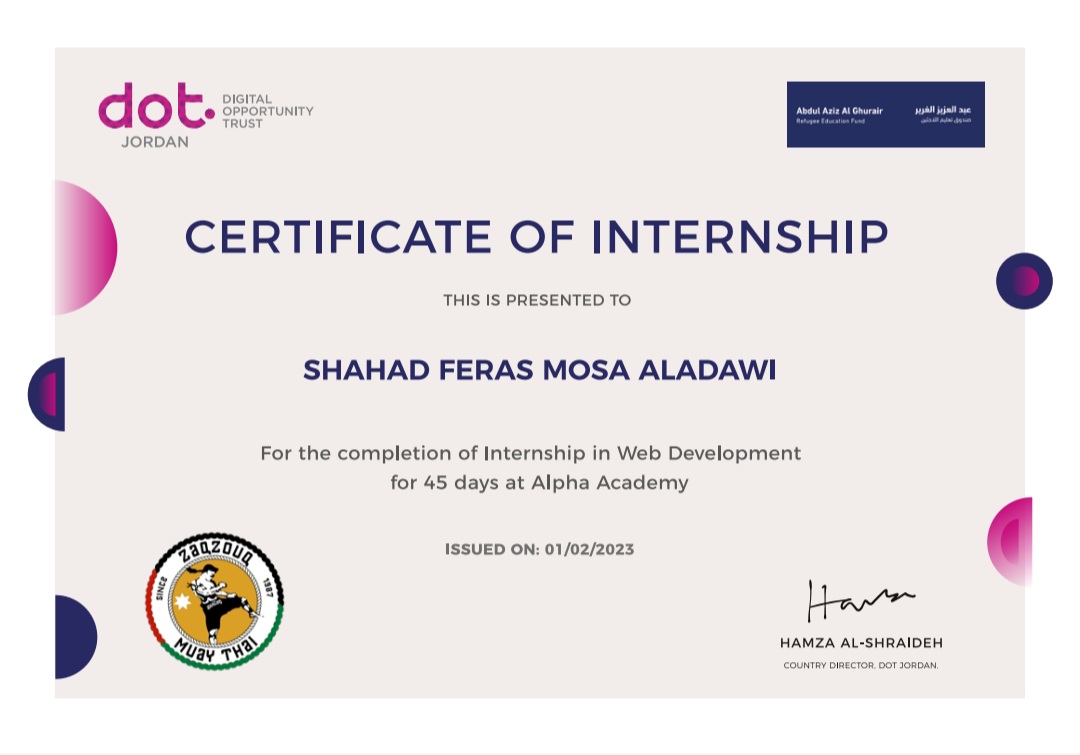 dot.
DIGITAL
OPPORTUNITY
TRUST
JORDAN
Abdul Aziz Al Ghurair
Refugee Education Fund
عبد العزيز الغرير
صندوق تعليم اللاجئين
CERTIFICATE OF INTERNSHIP
THIS IS PRESENTED TO
SHAHAD FERAS MOSA ALADAWI
For the completion of Internship in Web Development
for 45 days at Alpha Academy
ISSUED ON: 01/02/2023
ZAQZOUQ
SINCE
1987
MUAY THAI
Hamza
HAMZA AL-SHRAIDEH
COUNTRY DIRECTOR, DOT JORDAN.